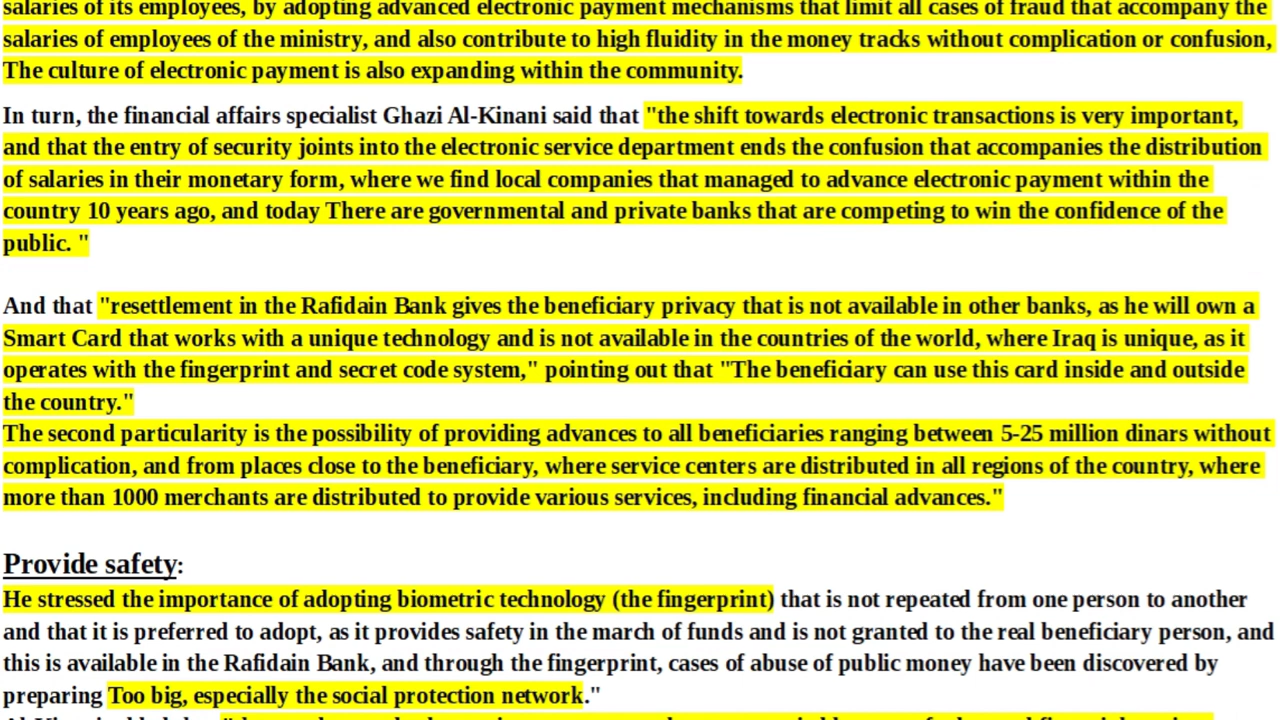 salaries of its employees, by adopting advanced electronic payment mechanisms that limit all cases of fraud that accompany the
salaries of employees of the ministry, and also contribute to high fluidity in the money tracks without complication or confusion,
The culture of electronic payment is also expanding within the community.
In turn, the financial affairs specialist Ghazi Al-Kinani said that "the shift towards electronic transactions is very important,
and that the entry of security joints into the electronic service department ends the confusion that accompanies the distribution
of salaries in their monetary form, where we find local companies that managed to advance electronic payment within the
country 10 years ago, and today There are governmental and private banks that are competing to win the confidence of the
public. "
And that "resettlement in the Rafidain Bank gives the beneficiary privacy that is not available in other banks, as he will own a
Smart Card that works with a unique technology and is not available in the countries of the world, where Iraq is unique, as it
operates with the fingerprint and secret code system," pointing out that "The beneficiary can use this card inside and outside
the country."
The second particularity is the possibility of providing advances to all beneficiaries ranging between 5-25 million dinars without
complication, and from places close to the beneficiary, where service centers are distributed in all regions of the country, where
more than 1000 merchants are distributed to provide various services, including financial advances."
Provide safety:
He stressed the importance of adopting biometric technology (the fingerprint) that is not repeated from one person to another
and that it is preferred to adopt, as it provides safety in the march of funds and is not granted to the real beneficiary person, and
this is available in the Rafidain Bank, and through the fingerprint, cases of abuse of public money have been discovered by
preparing Too big, especially the social protection network."